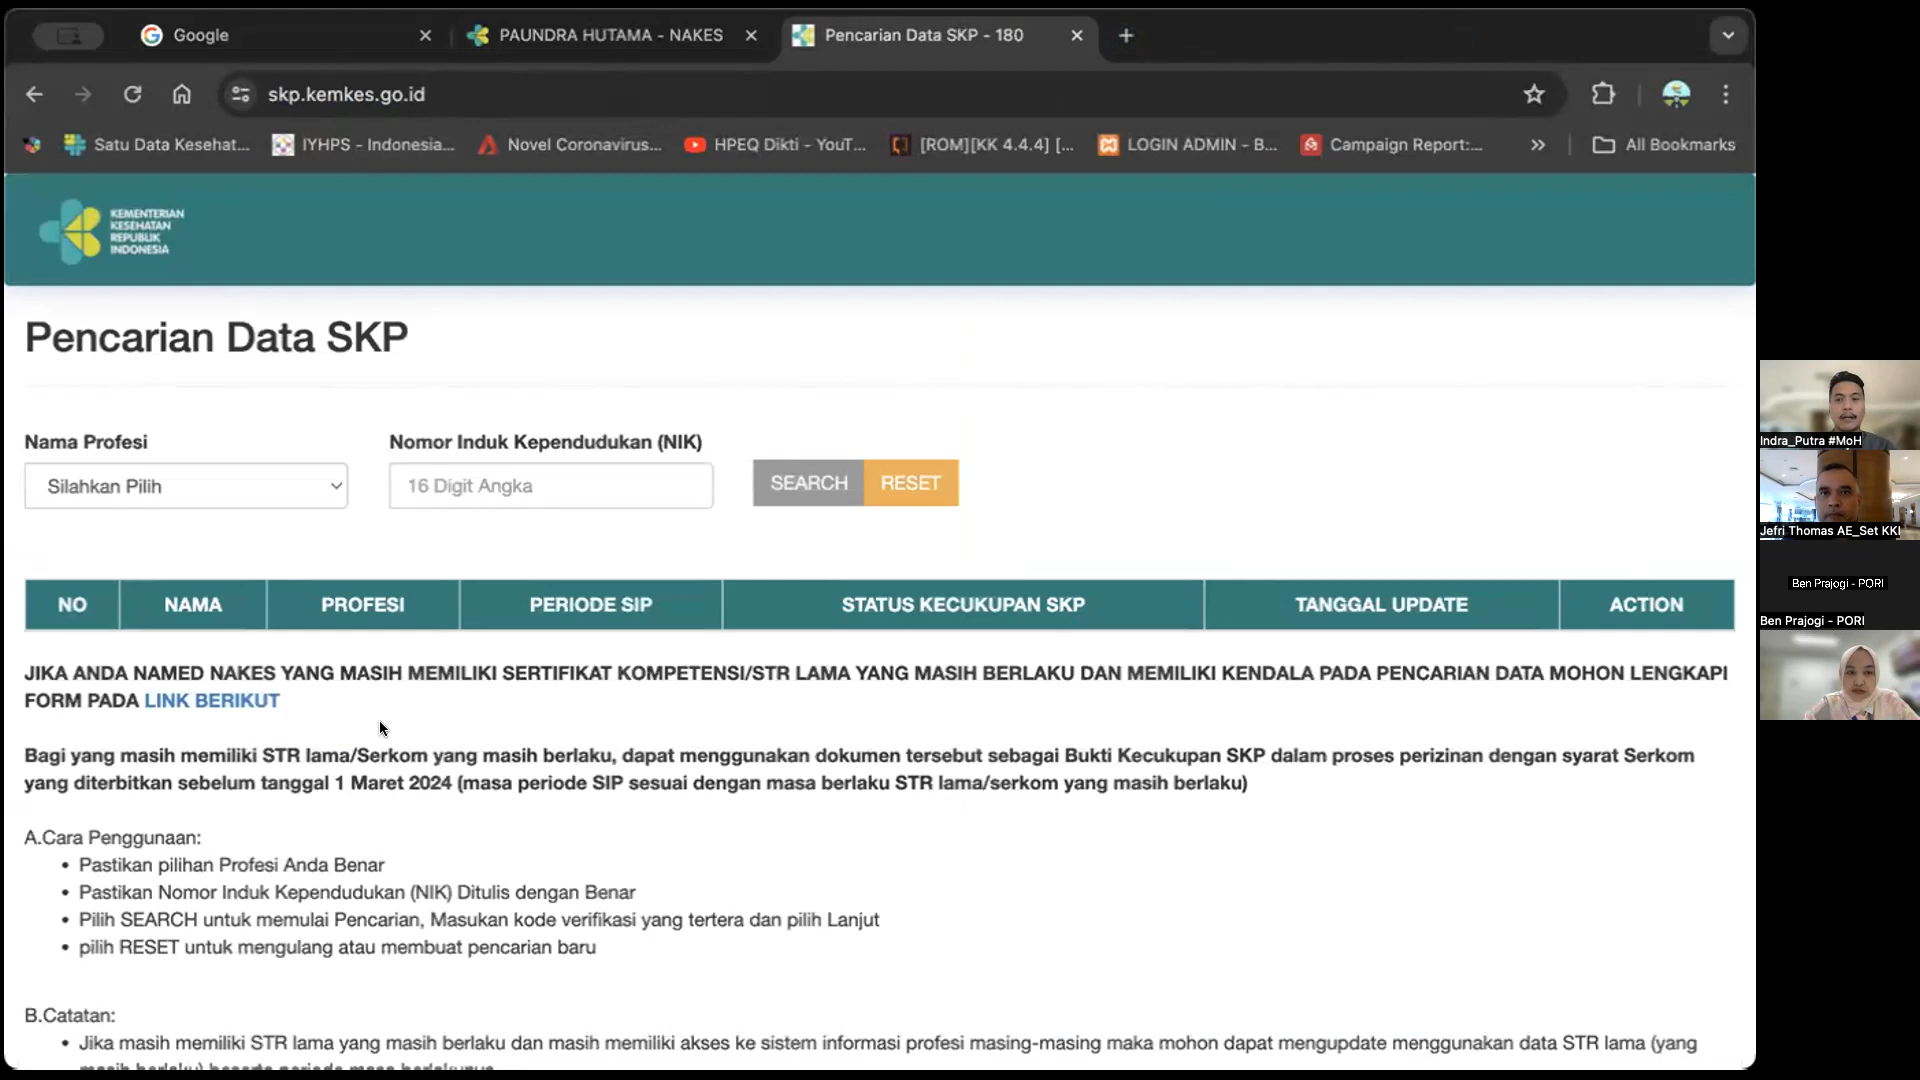 Google
PAUNDRA HUTAMA - NAKES
Pencarian Data SKP - 180
skp.kemkes.go.id
Satu Data Kesehat...
IYHPS - Indonesia...
Novel Coronavirus...
HPEQ Dikti - YouT...
[ROM][KK 4.4.4] [...
LOGIN ADMIN - B...
Campaign Report:...
All Bookmarks
KEMENTERIAN
KESEHATAN
REPUBLIK
INDONESIA
Pencarian Data SKP
Nama Profesi
Nomor Induk Kependudukan (NIK)
Silahkan Pilih
16 Digit Angka
SEARCH
RESET
NO NAMA PROFESI PERIODE SIP STATUS KECUKUPAN SKP TANGGAL UPDATE ACTION
JIKA ANDA NAMED NAKES YANG MASIH MEMILIKI SERTIFIKAT KOMPETENSI/STR LAMA YANG MASIH BERLAKU DAN MEMILIKI KENDALA PADA PENCARIAN DATA MOHON LENGKAPI
FORM PADA LINK BERIKUT
Bagi yang masih memiliki STR lama/Serkom yang masih berlaku, dapat menggunakan dokumen tersebut sebagai Bukti Kecukupan SKP dalam proses perizinan dengan syarat Serkom
yang diterbitkan sebelum tanggal 1 Maret 2024 (masa periode SIP sesuai dengan masa berlaku STR lama/serkom yang masih berlaku)
A.Cara Penggunaan:
• Pastikan pilihan Profesi Anda Benar
• Pastikan Nomor Induk Kependudukan (NIK) Ditulis dengan Benar
• Pilih SEARCH untuk memulai Pencarian, Masukan kode verifikasi yang tertera dan pilih Lanjut
• pilih RESET untuk mengulang atau membuat pencarian baru
B.Catatan:
• Jika masih memiliki STR lama yang masih berlaku dan masih memiliki akses ke sistem informasi profesi masing-masing maka mohon dapat mengupdate menggunakan data STR lama (yang
Indra_Putra #MoH
Jefri Thomas AE_Set KKI
Ben Prajogi - PORI
Ben Prajogi - PORI